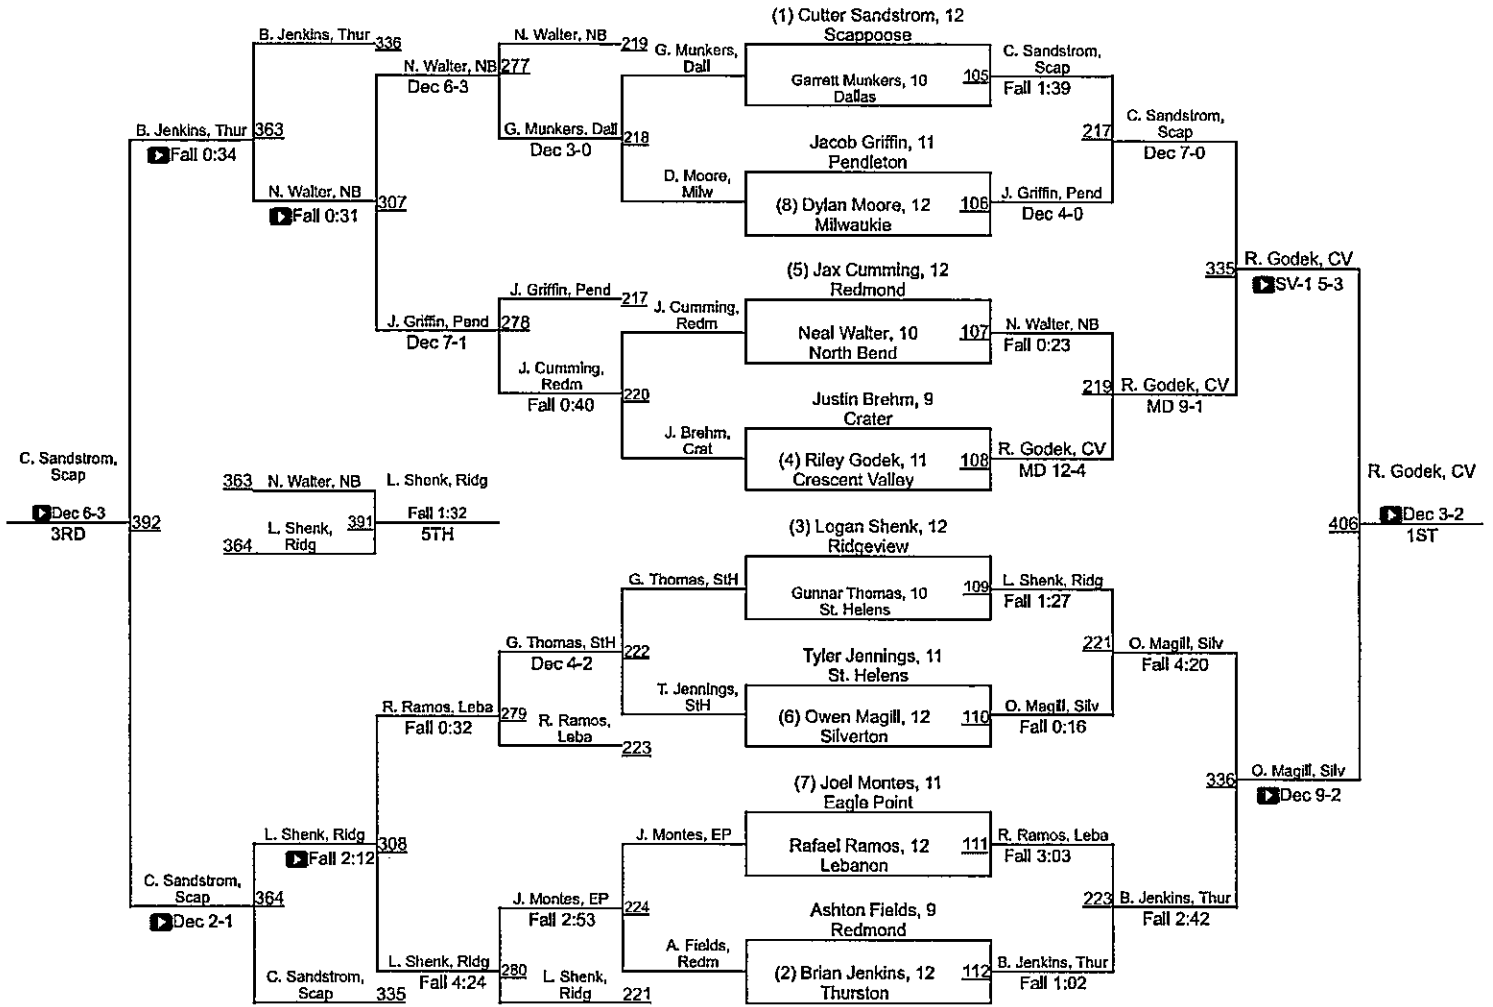 (1) Cutter Sandstrom, 12
Scappoose
105
Garrett Munkers, 10
Dallas
Jacob Griffin, 11
Pendleton
106
(8) Dylan Moore, 12
Milwaukie
(5) Jax Cumming, 12
Redmond
107
Neal Walter, 10
North Bend
Justin Brehm, 9
Crater
108
(4) Riley Godek, 11
Crescent Valley
(3) Logan Shenk, 12
Ridgeview
109
Gunnar Thomas, 10
St. Helens
Tyler Jennings, 11
St. Helens
110
(6) Owen Magill, 12
Silverton
(7) Joel Montes, 11
Eagle Point
111
Rafael Ramos, 12
Lebanon
Ashton Fields, 9
Redmond
112
(2) Brian Jenkins, 12
Thurston
C. Sandstrom,
Scap
Fall 1:39
217
J. Griffin, Pend
Dec 4-0
N. Walter, NB
Fall 0:23
219
R. Godek, CV
MD 12-4
L. Shenk, Ridg
Fall 1:27
221
O. Magill, Silv
Fall 0:16
R. Ramos, Leba
Fall 3:03
223
B. Jenkins, Thur
Fall 1:02
C. Sandstrom,
Scap
Dec 7-0
335
R. Godek, CV
MD 9-1
O. Magill, Silv
Fall 4:20
336
B. Jenkins, Thur
Fall 2:42
R. Godek, CV
SV-1 5-3
406
O. Magill, Silv
Dec 9-2
R. Godek, CV
Dec 3-2
1ST
G. Munkers,
Dall
218
D. Moore,
Milw
J. Cumming,
Redm
220
J. Brehm,
Crat
G. Thomas, StH
222
T. Jennings,
StH
J. Montes, EP
224
A. Fields,
Redm
N. Walter, NB
219
277
G. Munkers, Dall
Dec 3-0
J. Griffin, Pend
217
278
J. Cumming,
Redm
Fall 0:40
G. Thomas, StH
Dec 4-2
279
R. Ramos,
Leba
223
J. Montes, EP
Fall 2:53
280
L. Shenk,
Ridg
221
N. Walter, NB
Dec 6-3
307
J. Griffin, Pend
Dec 7-1
R. Ramos, Leba
Fall 0:32
308
L. Shenk, Ridg
Fall 4:24
B. Jenkins, Thur
336
363
N. Walter, NB
Fall 0:31
L. Shenk, Ridg
Fall 2:12
364
C. Sandstrom,
Scap
335
B. Jenkins, Thur
Fall 0:34
392
C. Sandstrom,
Scap
Dec 2-1
C. Sandstrom,
Scap
Dec 6-3
3RD
363
N. Walter, NB
391
364
L. Shenk,
Ridg
L. Shenk, Ridg
Fall 1:32
5TH